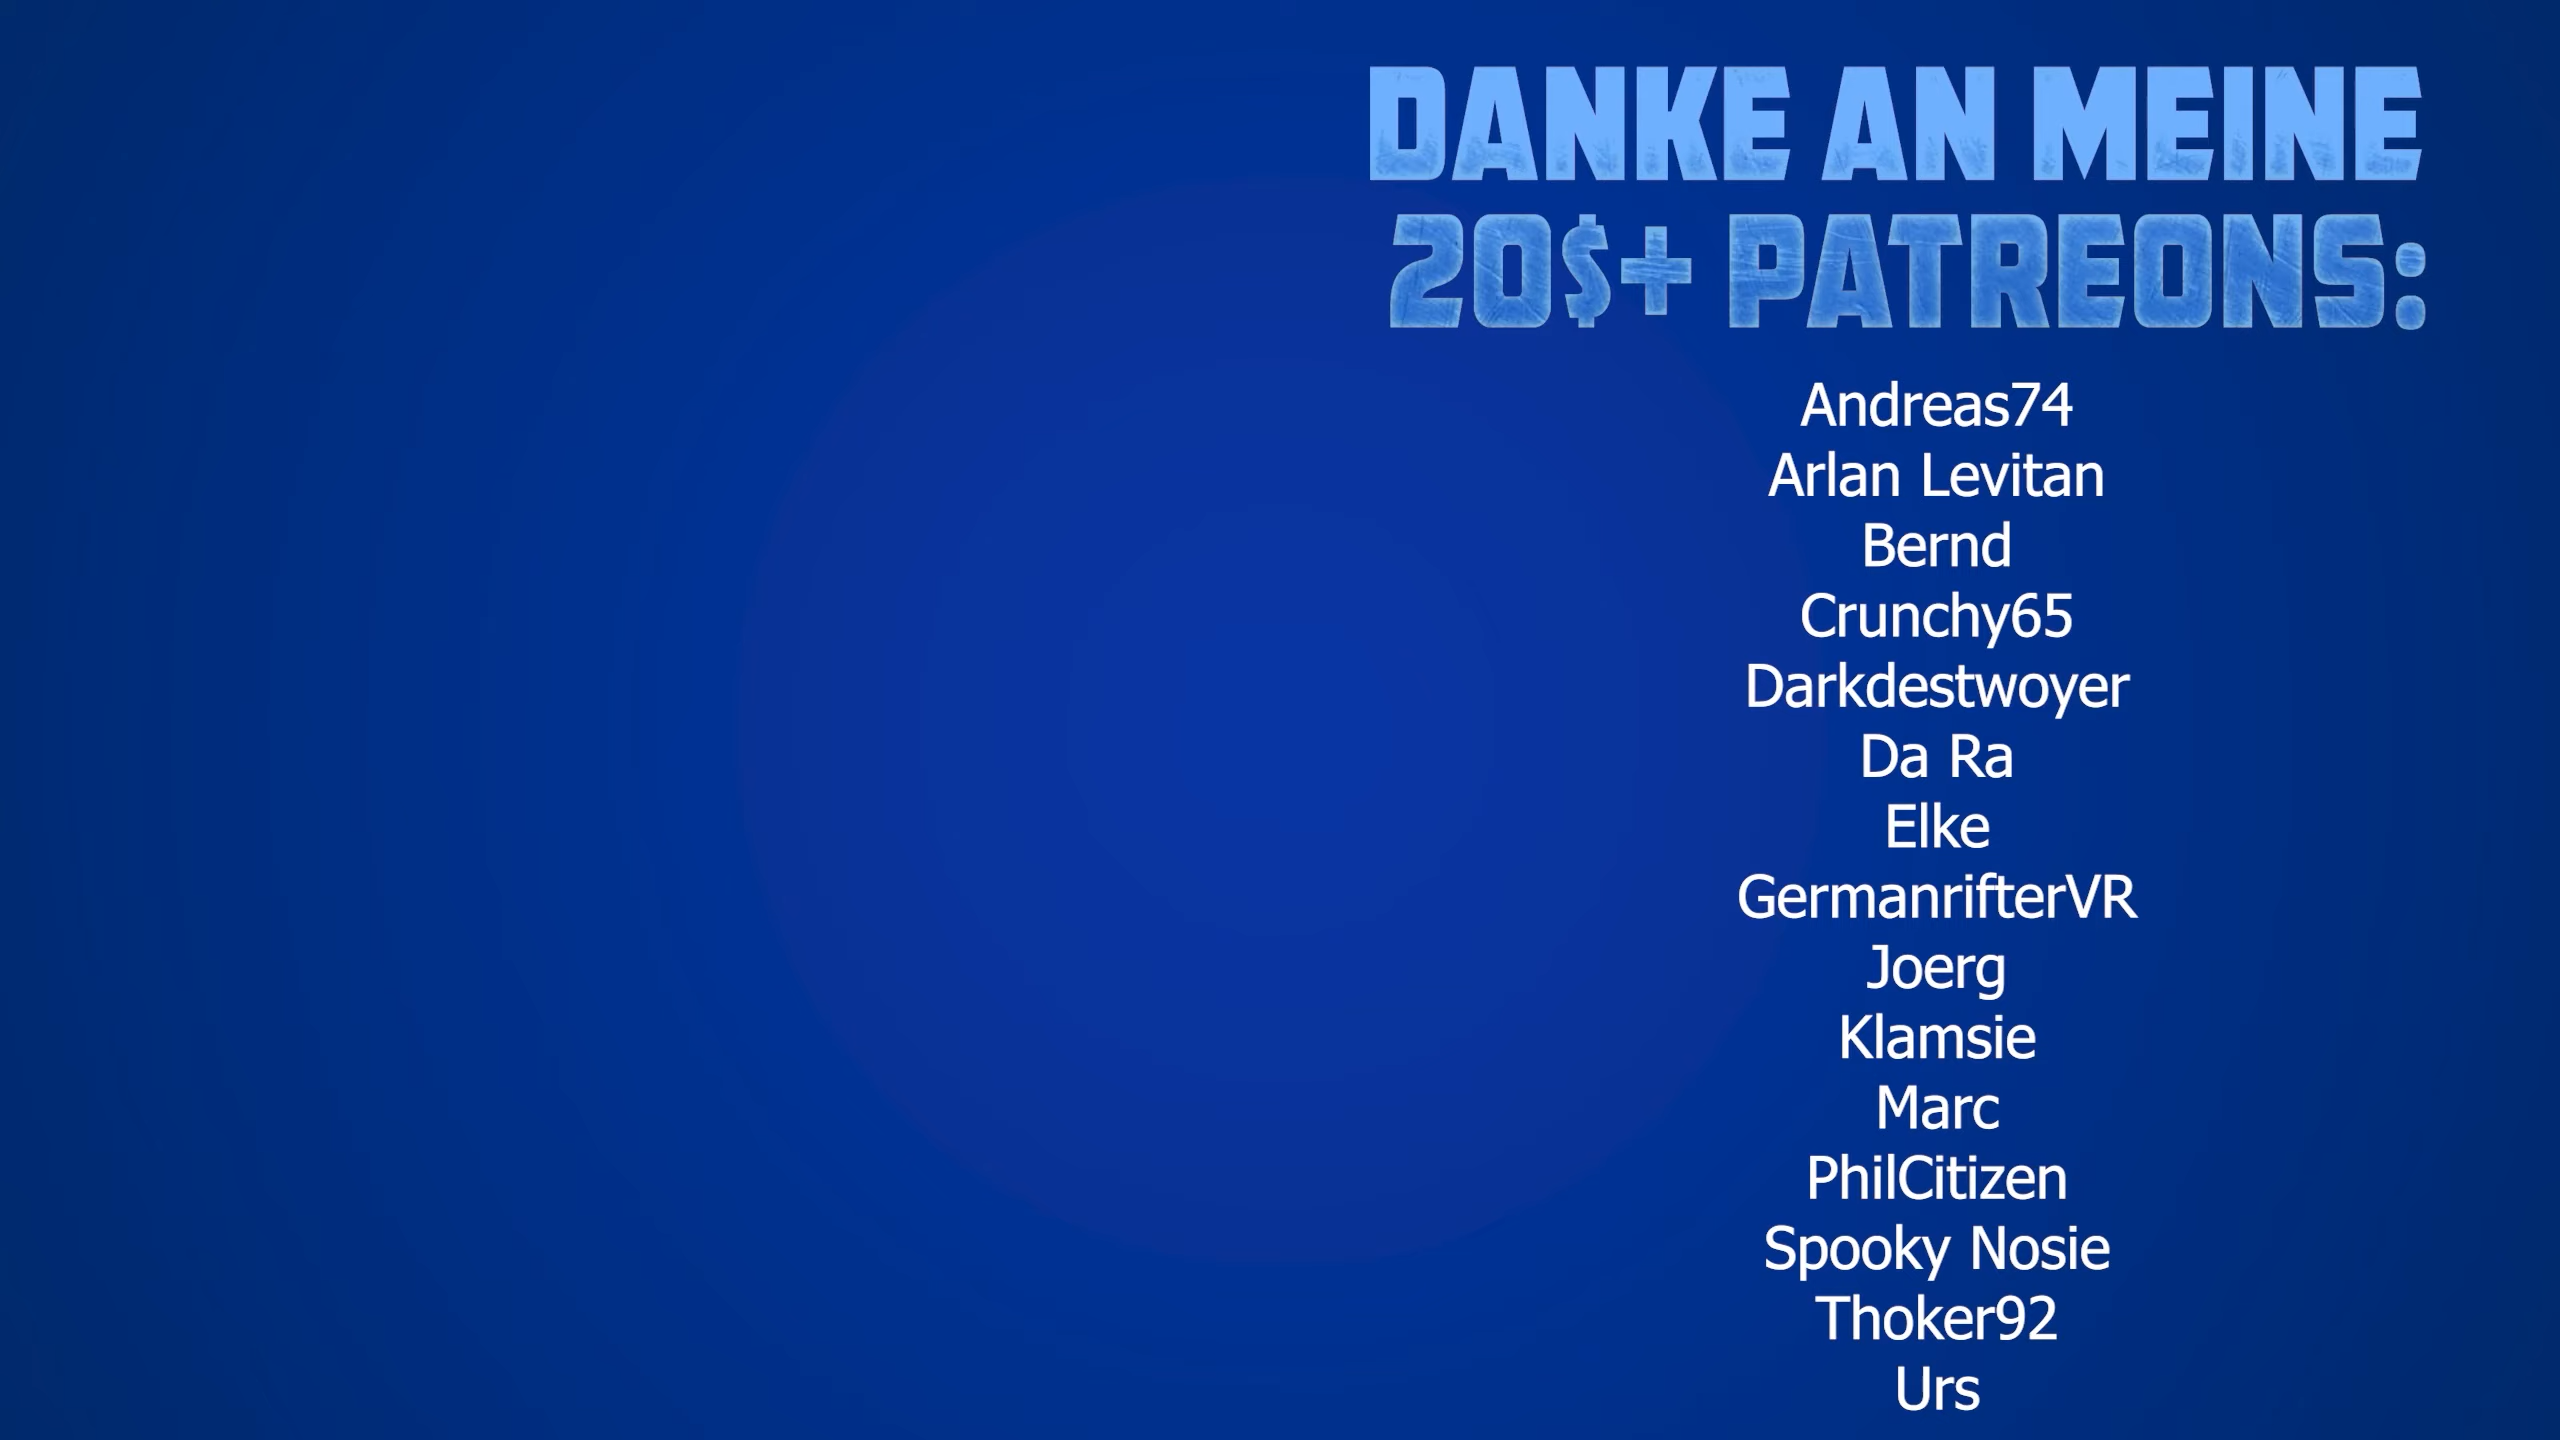 DANKE AN MEINE
20$+ PATREONS:
Andreas74
Arlan Levitan
Bernd
Crunchy65
Darkdestwoyer
Da Ra
Elke
GermanrifterVR
Joerg
Klamsie
Marc
PhilCitizen
Spooky Nosie
Thoker92
Urs